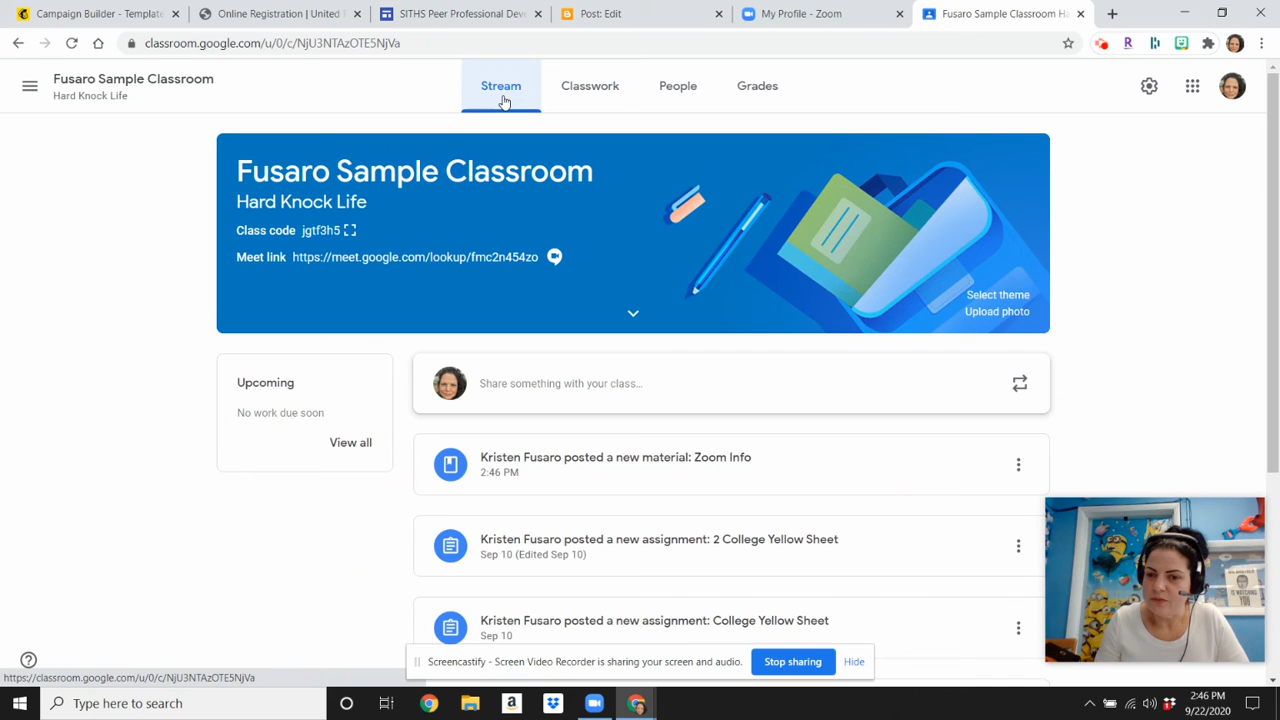 Campaign Builder - Template
Online Registration | United F
SITHS Peer Professional Deve
Post: Edit
My Profile - Zoom
Fusaro Sample Classroom Ha
classroom.google.com/u/0/c/NjU3NTAzOTE5NjVa
Fusaro Sample Classroom
Hard Knock Life
Stream
Classwork
People
Grades
Fusaro Sample Classroom
Hard Knock Life
Class code jgtf3h5
Meet link https://meet.google.com/lookup/fmc2n454zo
Select theme
Upload photo
Upcoming
No work due soon
View all
Share something with your class...
Kristen Fusaro posted a new material: Zoom Info
2:46 PM
Kristen Fusaro posted a new assignment: 2 College Yellow Sheet
Sep 10 (Edited Sep 10)
Kristen Fusaro posted a new assignment: College Yellow Sheet
Sep 10
IS WATCHING
YOU
Screencastify - Screen Video Recorder is sharing your screen and audio.
Stop sharing
Hide
https://classroom.google.com/u/0/c/NjU3NTAzOTE5NjVa
Type here to search
2:46 PM
9/22/2020